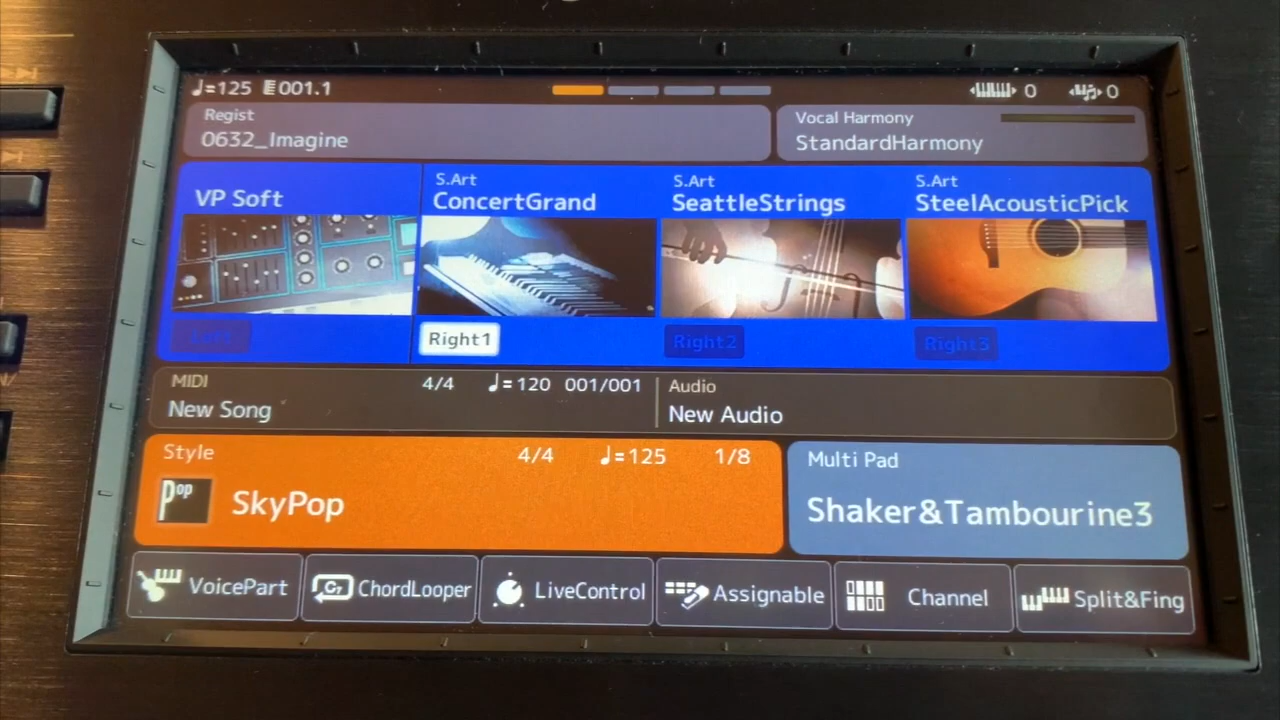 ♩=125 001.1 0 0
Regist
0632_Imagine
Vocal Harmony
StandardHarmony
VP Soft
Left
S.Art
ConcertGrand
Right1
S.Art
SeattleStrings
Right2
S.Art
SteelAcousticPick
Right3
MIDI 4/4 ♩=120 001/001
New Song
Audio
New Audio
Style 4/4 ♩=125 1/8
Pop
SkyPop
Multi Pad
Shaker&Tambourine3
VoicePart
C7 ChordLooper
LiveControl
Assignable
Channel
Split&Fing